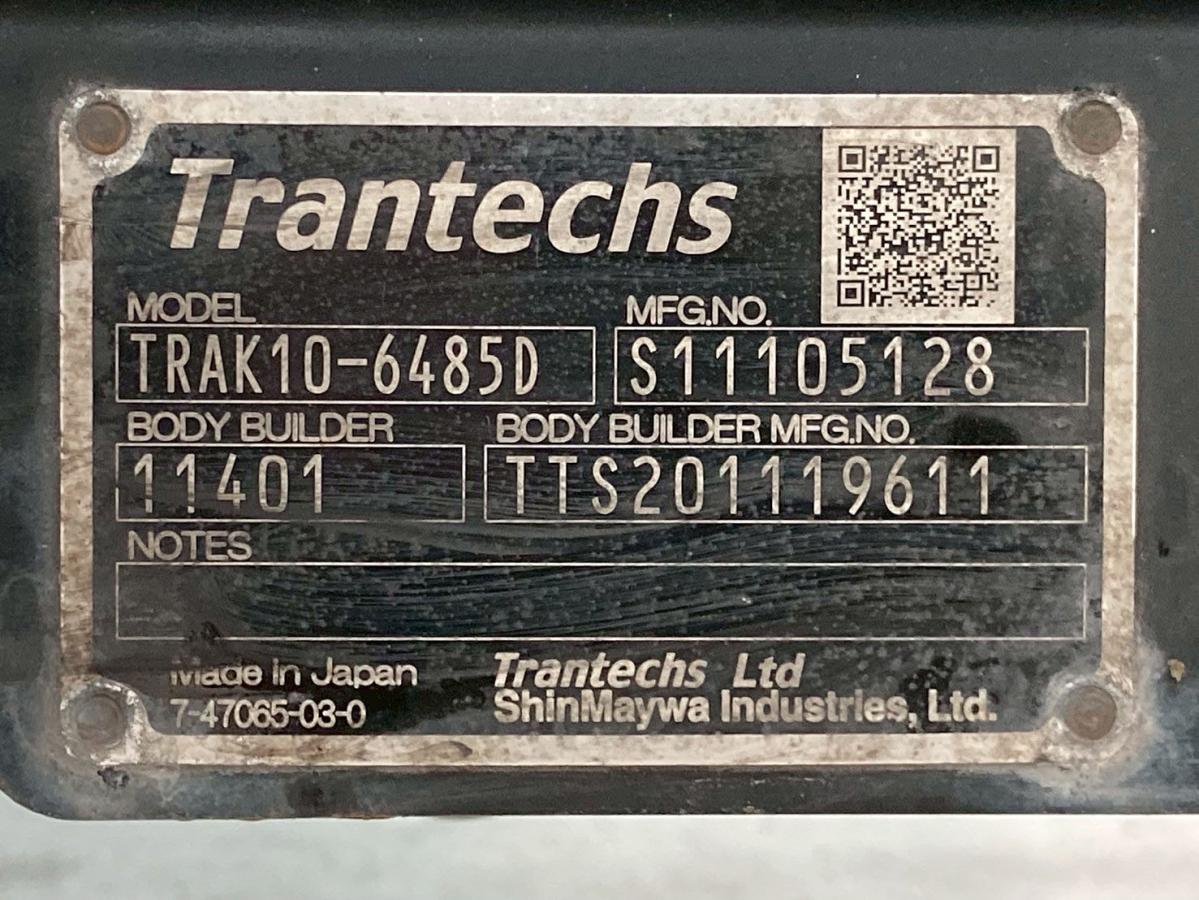 Trantechs
MODEL
MFG.NO.
TRAK10-6485D
S11105128
BODY BUILDER
BODY BUILDER MFG.NO.
11401
TTS201119611
NOTES
Made in Japan
Trantechs Ltd
7-47065-03-0
ShinMaywa Industries, Ltd.